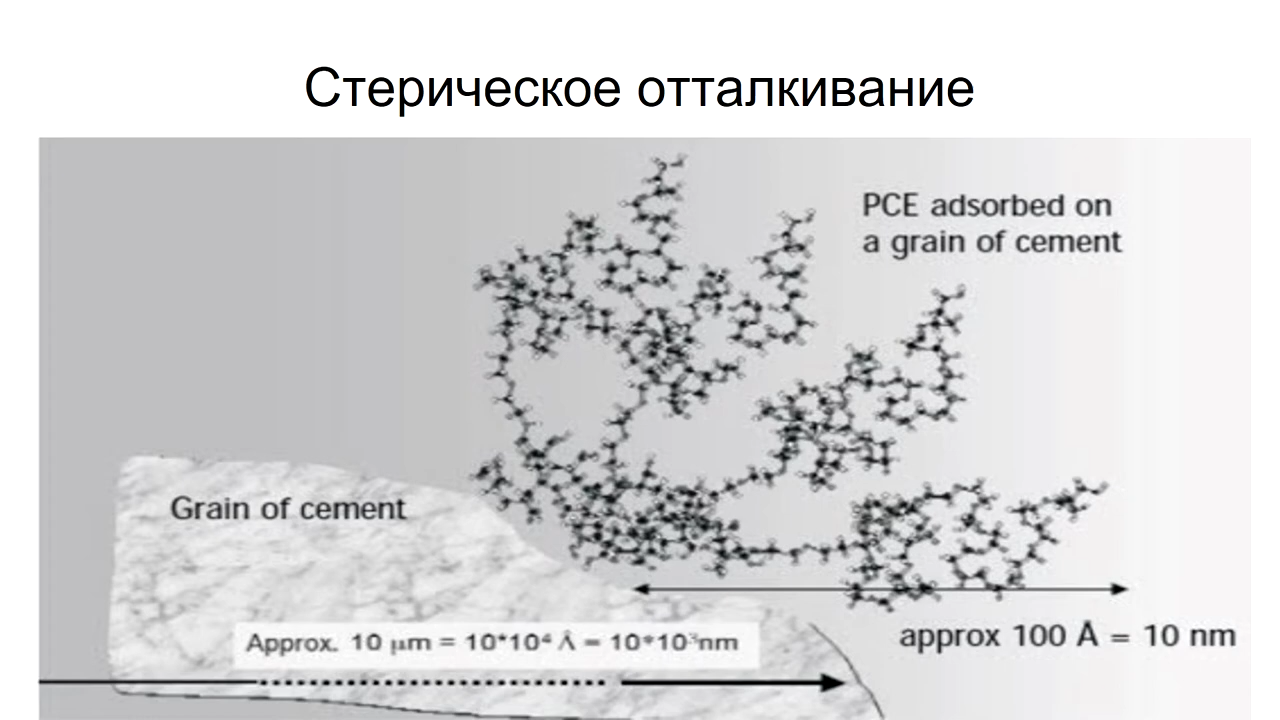 Стерическое отталкивание
PCE adsorbed on
a grain of cement
Grain of cement
Approx. 10 µm = 10*10⁴ Å = 10*10³nm
approx 100 Å = 10 nm